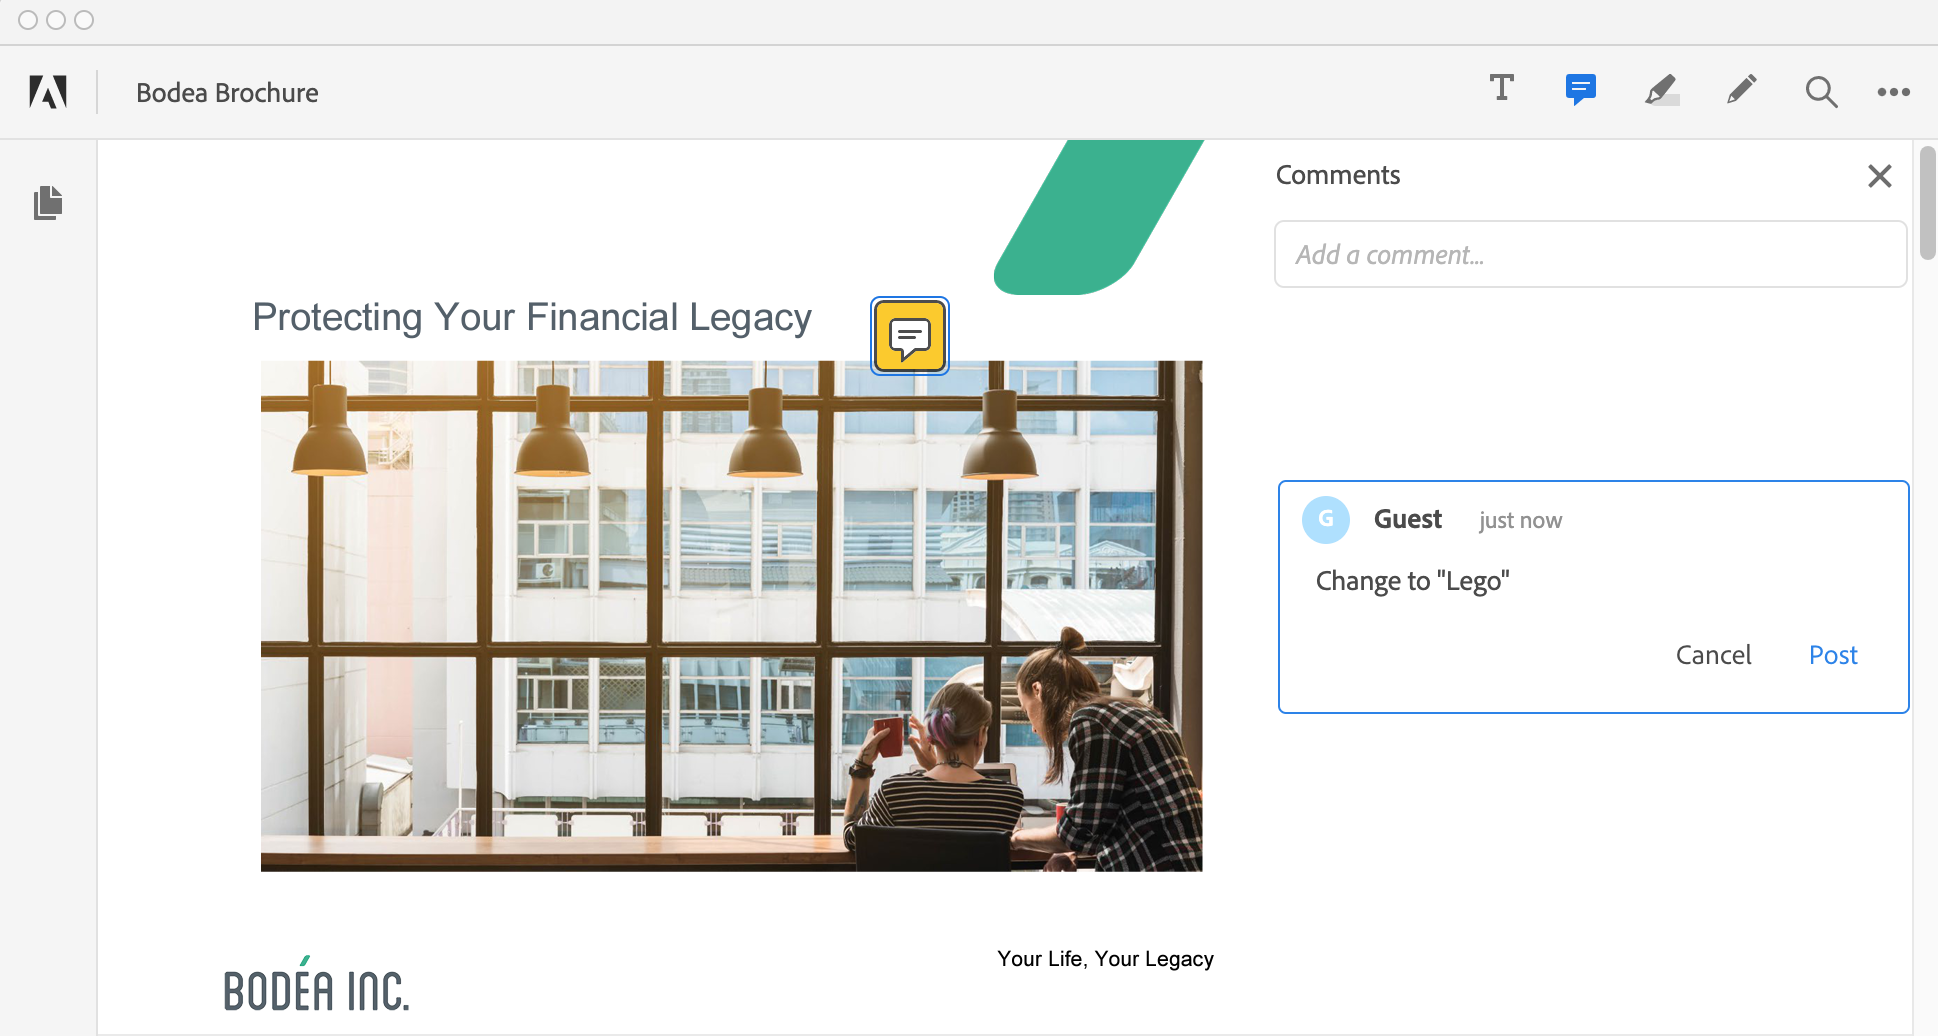 Bodea Brochure
T
Comments
Add a comment...
Protecting Your Financial Legacy
G Guest just now
Change to "Lego"
Cancel Post
Your Life, Your Legacy
BODÉA INC.